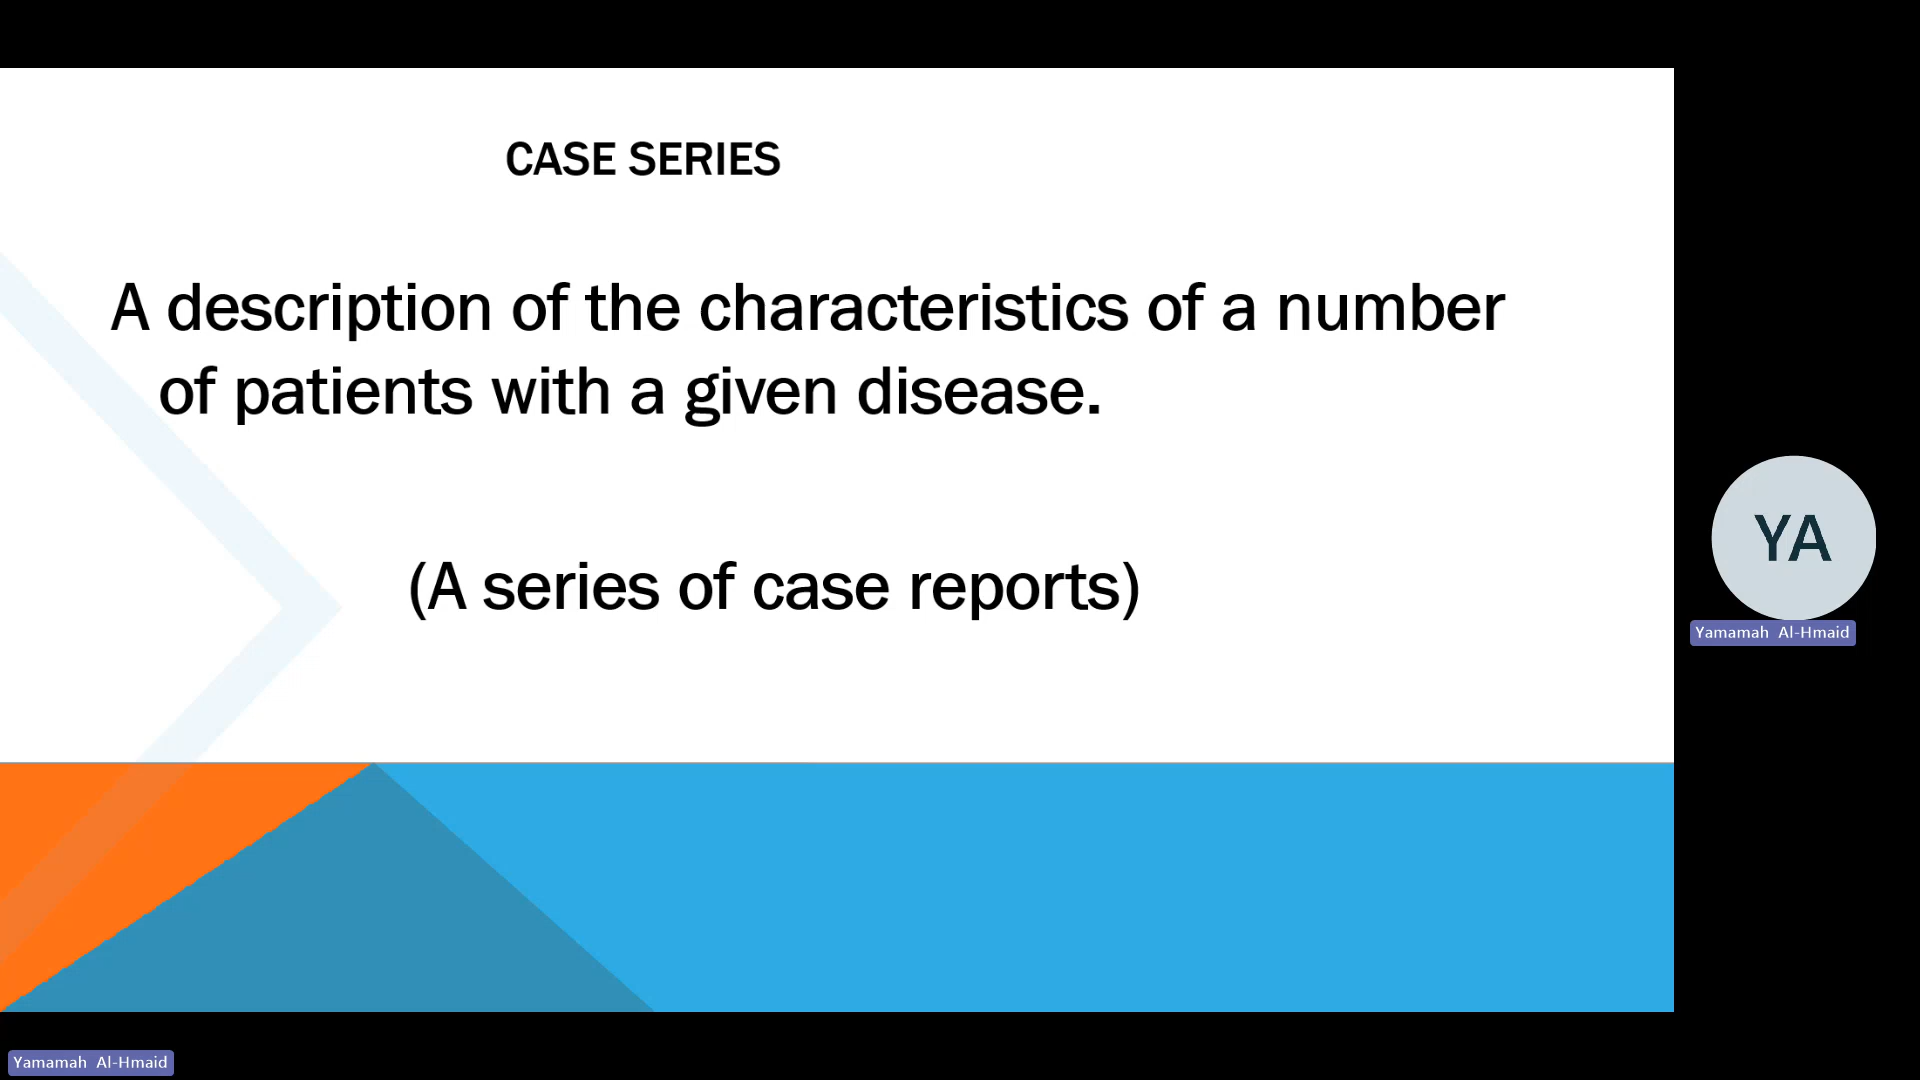 CASE SERIES
A description of the characteristics of a number
of patients with a given disease.
(A series of case reports)
YA
Yamamah Al-Hmaid
Yamamah Al-Hmaid